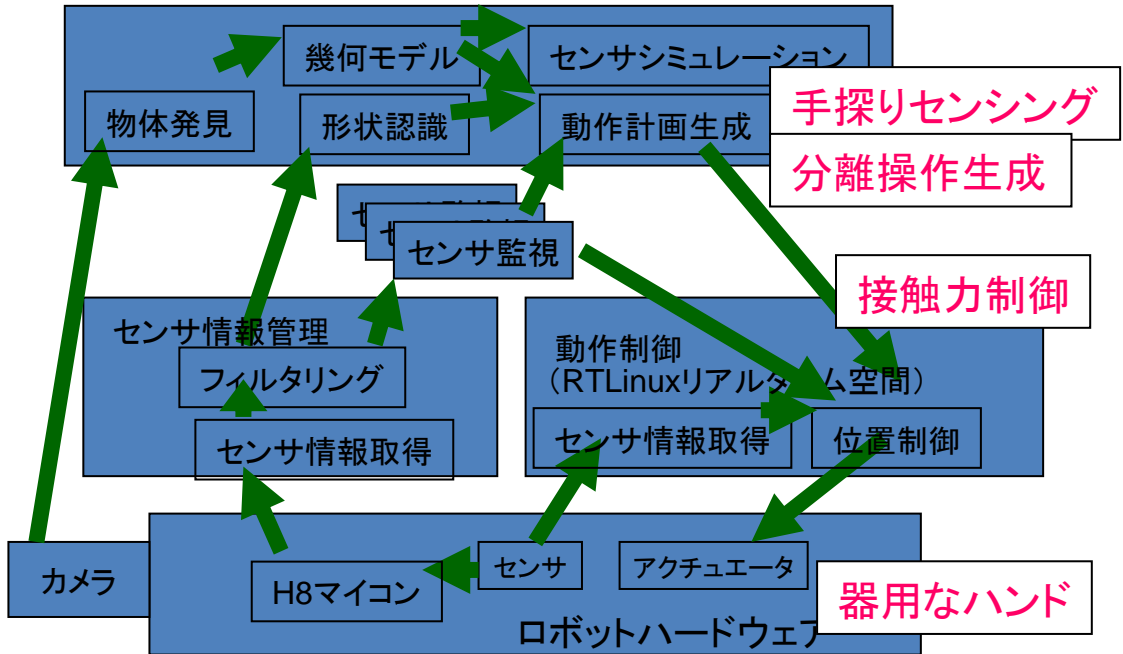 幾何モデル
センサシミュレーション
手探りセンシング
物体発見
形状認識
動作計画生成
分離操作生成
センサ監視
接触力制御
センサ情報管理
フィルタリング
センサ情報取得
動作制御
（RTLinuxリアルタイム空間）
センサ情報取得
位置制御
カメラ
H8マイコン
センサ
アクチュエータ
器用なハンド
ロボットハードウェア